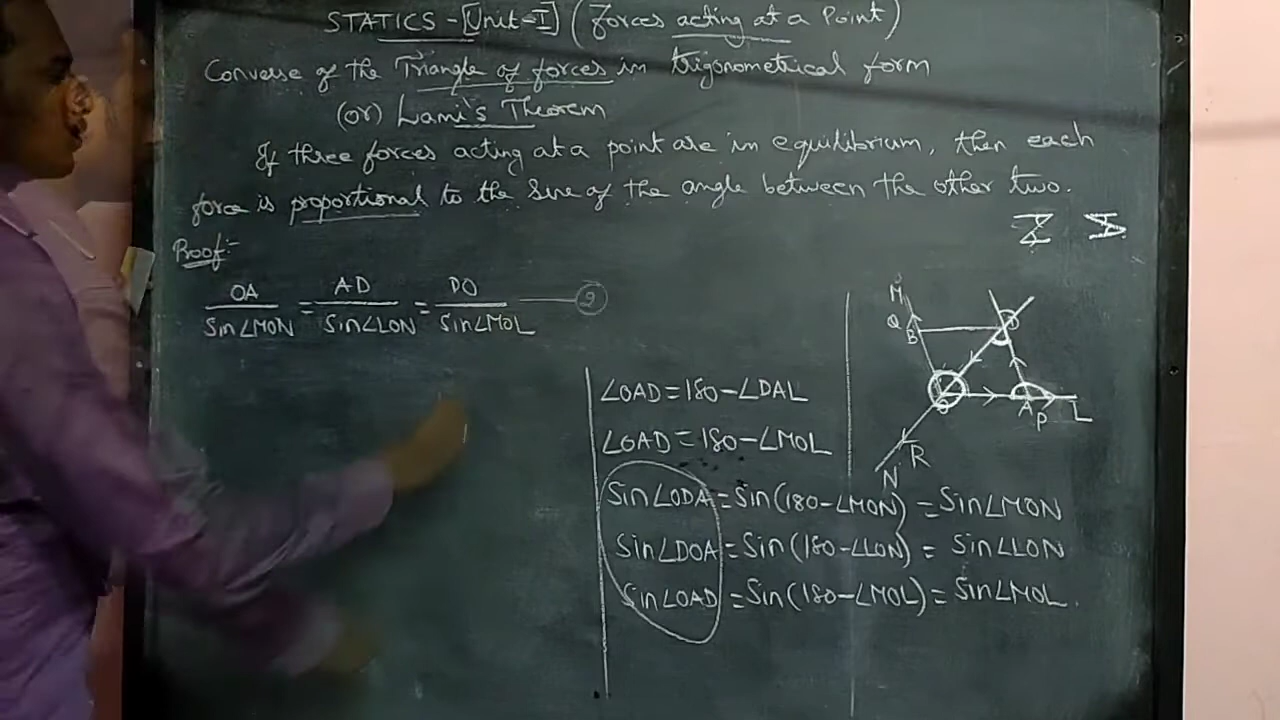 STATICS - [Unit-I] (Forces acting at a Point)
Converse of the Triangle of forces in trigonometrical form
(or) Lami's Theorem
If three forces acting at a point are in equilibrium, then each
force is proportional to the Sine of the angle between the other two.
Z
Proof:-
OA/Sin∠MON = AD/Sin∠LON = DO/Sin∠MOL — 9
M
Q
B
D
O
A
P
L
R
N
∠OAD = 180 - ∠DAL
∠OAD = 180 - ∠MOL
Sin∠ODA = Sin(180 - ∠MON) = Sin∠MON
Sin∠DOA = Sin(180 - ∠LON) = Sin∠LON
Sin∠OAD = Sin(180 - ∠MOL) = Sin∠MOL.